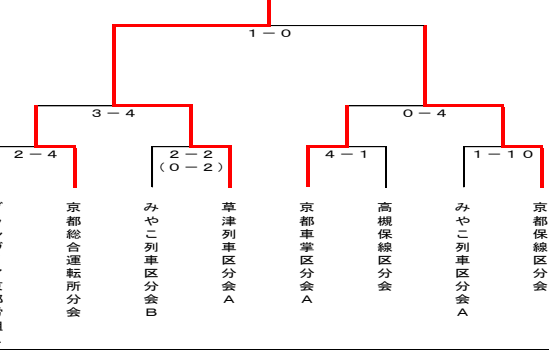 1－0
3－4
0－4
2－4
2－2
4－1
1－10
(0－2)
京都総合運転所分会
みやこ列車区分会B
草津列車区分会A
京都車掌区分会A
高槻保線区分会
みやこ列車区分会A
京都保線区分会